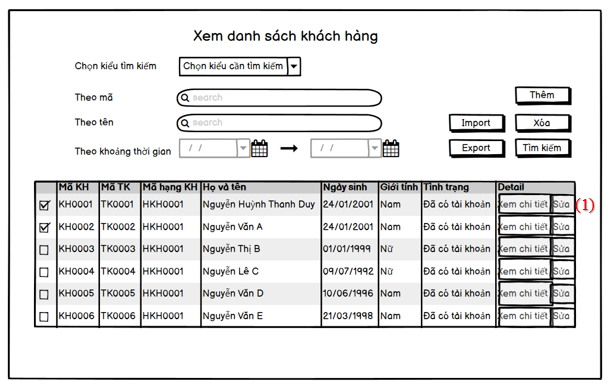 Xem danh sách khách hàng
Chọn kiểu tìm kiếm Chọn kiểu cần tìm kiếm
Theo mã search Thêm
Theo tên search Import Xóa
Theo khoảng thời gian / / / / Export Tìm kiếm
Mã KH Mã TK Mã hạng KH Họ và tên Ngày sinh Giới tính Tình trạng Detail
KH0001 TK0001 HKH0001 Nguyễn Huỳnh Thanh Duy 24/01/2001 Nam Đã có tài khoản Xem chi tiết Sửa (1)
KH0002 TK0002 HKH0001 Nguyễn Văn A 24/01/2001 Nam Đã có tài khoản Xem chi tiết Sửa
KH0003 TK0003 HKH0001 Nguyễn Thị B 01/01/1999 Nữ Đã có tài khoản Xem chi tiết Sửa
KH0004 TK0004 HKH0001 Nguyễn Lê C 09/07/1992 Nữ Đã có tài khoản Xem chi tiết Sửa
KH0005 TK0005 HKH0001 Nguyễn Văn D 10/06/1996 Nam Đã có tài khoản Xem chi tiết Sửa
KH0006 TK0006 HKH0001 Nguyễn Văn E 21/03/1998 Nam Đã có tài khoản Xem chi tiết Sửa